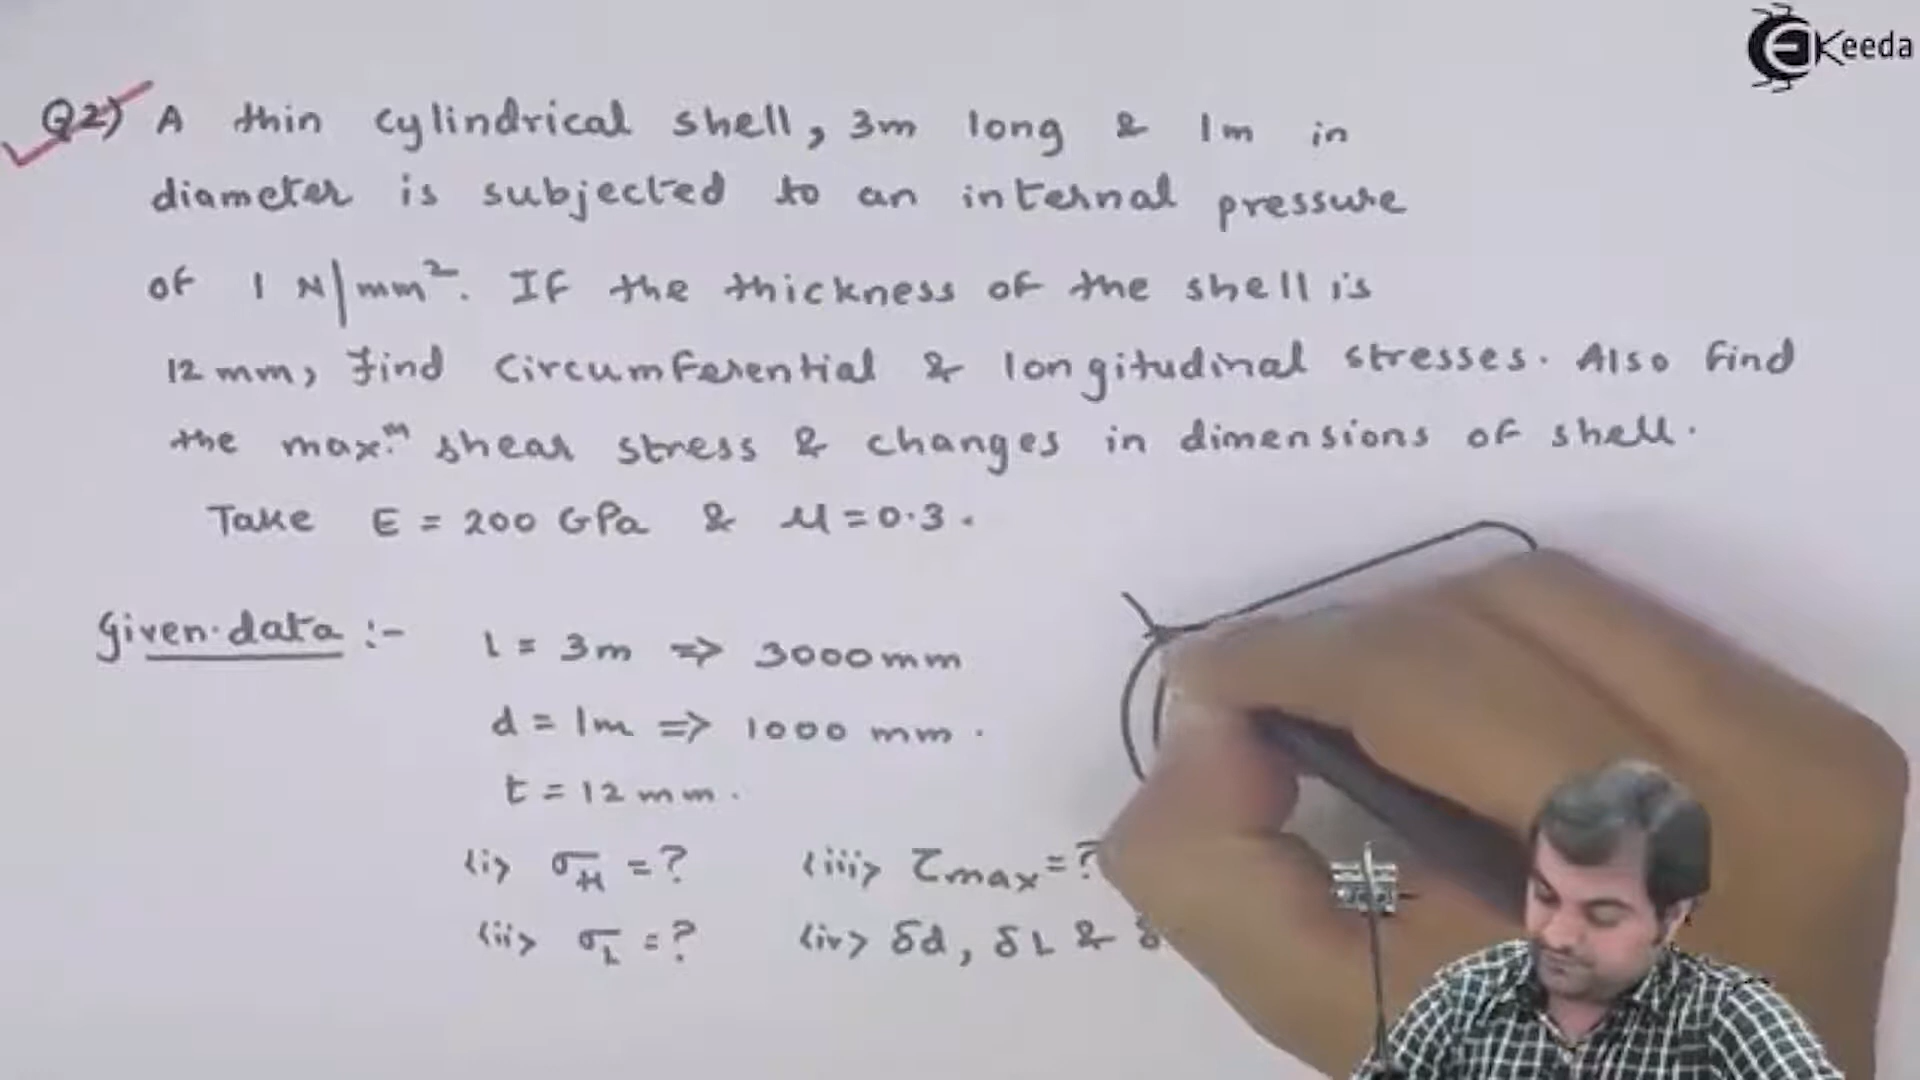 Ekeeda
Q2) A thin cylindrical shell, 3m long & 1m in
diameter is subjected to an internal pressure
of 1 N/mm². If the thickness of the shell is
12 mm, find circumferential & longitudinal stresses. Also find
the max.ᵐ shear stress & changes in dimensions of shell.
Take E = 200 GPa & μ = 0.3.
Given data :-
l = 3m => 3000 mm
d = 1m => 1000 mm.
t = 12 mm.
<i> σH = ? <iii> τmax = ?
<ii> σL = ? <iv> δd, δL & δ